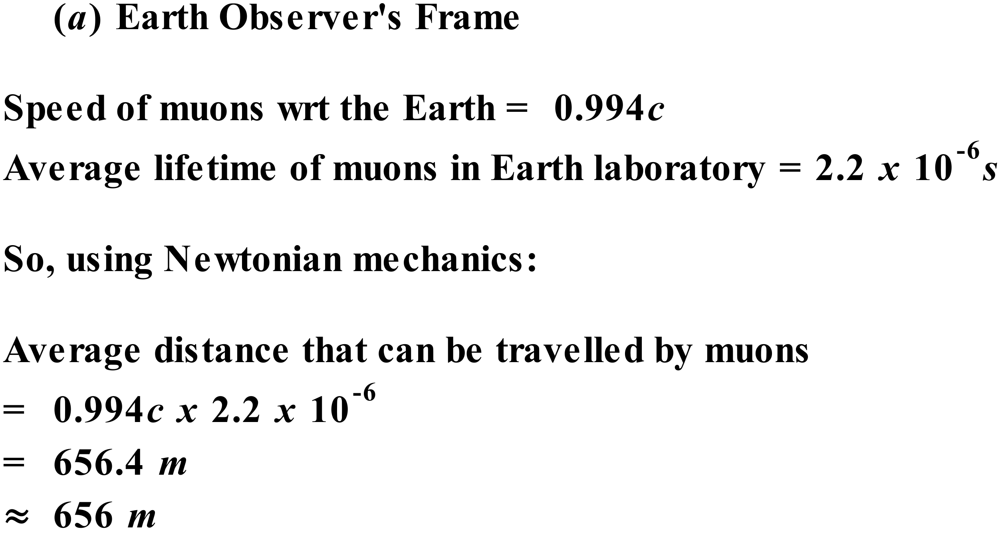 (a) Earth Observer's Frame
Speed of muons wrt the Earth = 0.994c
Average lifetime of muon in Earth laboratory = 2.2 x 10⁻⁶ s
So, using Newtonian mechanics:
Average distance that can be travelled by muons
= 0.994c x 2.2 x 10⁻⁶
= 656.4 m
≈ 656 m